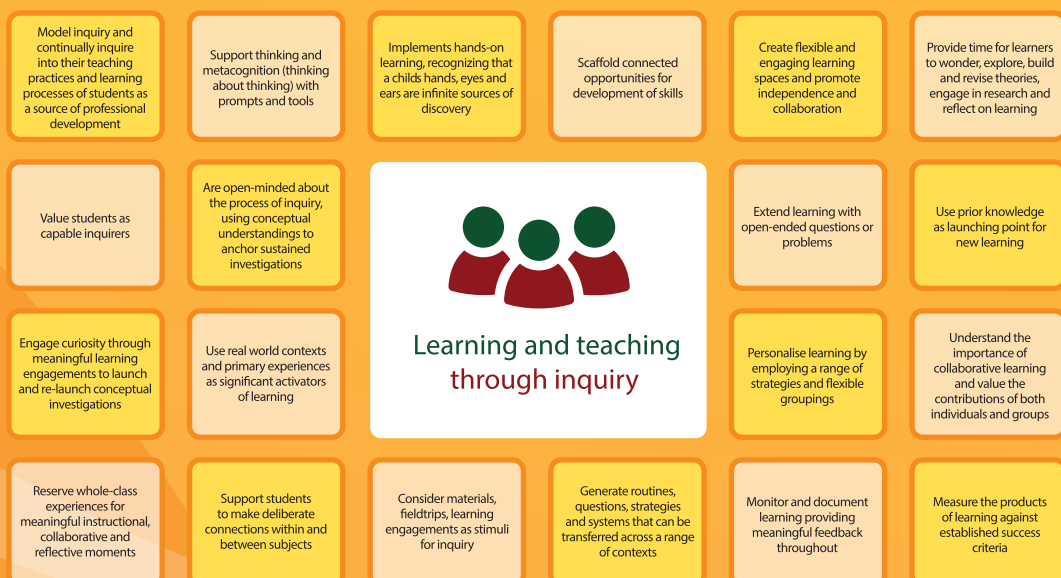 Model inquiry and
continually inquire
into their teaching
practices and learning
processes of students as
a source of professional
development
Support thinking and
metacognition (thinking
about thinking) with
prompts and tools
Implements hands-on
learning, recognizing that
a childs hands, eyes and
ears are infinite sources of
discovery
Scaffold connected
opportunities for
development of skills
Create flexible and
engaging learning
spaces and promote
independence and
collaboration
Provide time for learners
to wonder, explore, build
and revise theories,
engage in research and
reflect on learning
Value students as
capable inquirers
Are open-minded about
the process of inquiry,
using conceptual
understandings to
anchor sustained
investigations
Extend learning with
open-ended questions or
problems
Use prior knowledge
as launching point for
new learning
Engage curiosity through
meaningful learning
engagements to launch
and re-launch conceptual
investigations
Use real world contexts
and primary experiences
as significant activators
of learning
Learning and teaching
through inquiry
Personalise learning by
employing a range of
strategies and flexible
groupings
Understand the
importance of
collaborative learning
and value the
contributions of both
individuals and groups
Reserve whole-class
experiences for
meaningful instructional,
collaborative and
reflective moments
Support students
to make deliberate
connections within and
between subjects
Consider materials,
fieldtrips, learning
engagements as stimuli
for inquiry
Generate routines,
questions, strategies
and systems that can be
transferred across a range
of contexts
Monitor and document
learning providing
meaningful feedback
throughout
Measure the products
of learning against
established success
criteria